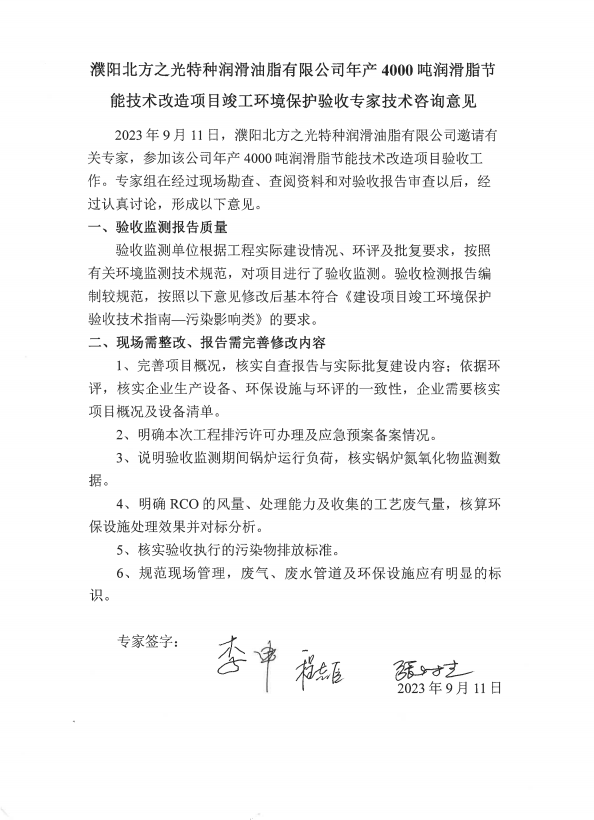 濮阳北方之光特种润滑油脂有限公司年产 4000 吨润滑脂节
能技术改造项目竣工环境保护验收专家技术咨询意见
2023 年 9 月 11 日，濮阳北方之光特种润滑油脂有限公司邀请有
关专家，参加该公司年产 4000 吨润滑脂节能技术改造项目验收工
作。专家组在经过现场勘查、查阅资料和对验收报告审查以后，经
过认真讨论，形成以下意见。
一、验收监测报告质量
验收监测单位根据工程实际建设情况、环评及批复要求，按照
有关环境监测技术规范，对项目进行了验收监测。验收检测报告编
制较规范，按照以下意见修改后基本符合《建设项目竣工环境保护
验收技术指南—污染影响类》的要求。
二、现场需整改、报告需完善修改内容
1、完善项目概况，核实自查报告与实际批复建设内容；依据环
评，核实企业生产设备、环保设施与环评的一致性，企业需要核实
项目概况及设备清单。
2、明确本次工程排污许可办理及应急预案备案情况。
3、说明验收监测期间锅炉运行负荷，核实锅炉氮氧化物监测数
据。
4、明确 RCO 的风量、处理能力及收集的工艺废气量，核算环
保设施处理效果并对标分析。
5、核实验收执行的污染物排放标准。
6、规范现场管理，废气、废水管道及环保设施应有明显的标
识。
专家签字：
李申
2023 年 9 月 11 日